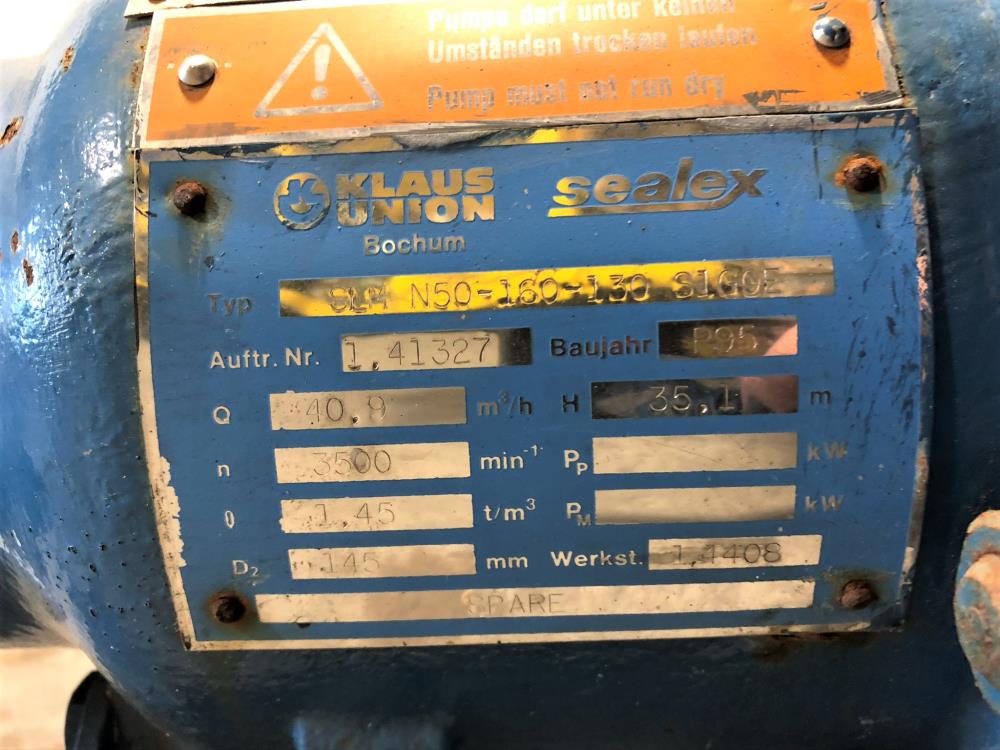 Pumpe darf unter keinen
Umständen trocken laufen
Pump must not run dry
KLAUS UNION sealex
Bochum
Typ SLM N50-160-130
Auftr. Nr. 1,41327 Baujahr P95
Q 40,9 m³/h H 35,1 m
n 3500 min⁻¹ Pₚ kW
ϱ 1,45 t/m³ Pₘ kW
D₂ 145 mm Werkst. 1,4408
SPARE